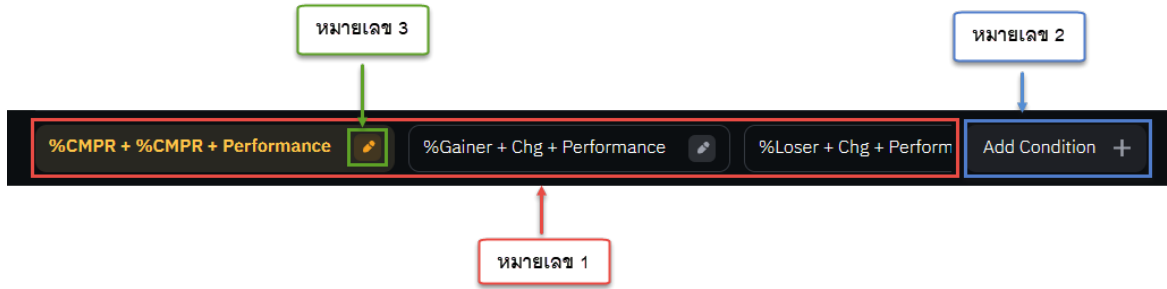 หมายเลข 3
หมายเลข 2
%CMPR + %CMPR + Performance
%Gainer + Chg + Performance
%Loser + Chg + Perform
Add Condition +
หมายเลข 1